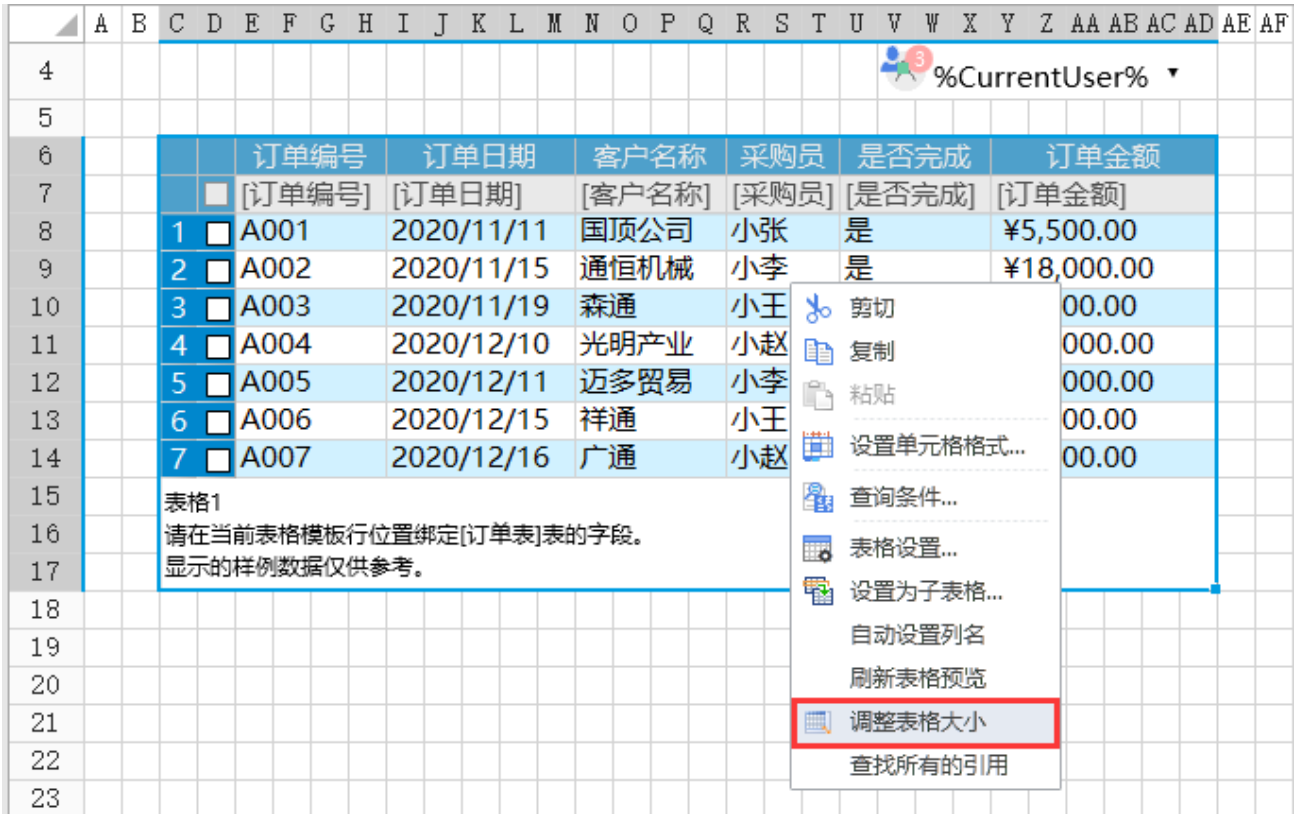 A B C D E F G H I J K L M N O P Q R S T U V W X Y Z AA AB AC AD AE AF
4 3 %CurrentUser%
5
6 订单编号 订单日期 客户名称 采购员 是否完成 订单金额
7 [订单编号] [订单日期] [客户名称] [采购员] [是否完成] [订单金额]
8 1 A001 2020/11/11 国顶公司 小张 是 ¥5,500.00
9 2 A002 2020/11/15 通恒机械 小李 是 ¥18,000.00
10 3 A003 2020/11/19 森通 小王 00.00
11 4 A004 2020/12/10 光明产业 小赵 000.00
12 5 A005 2020/12/11 迈多贸易 小李 000.00
13 6 A006 2020/12/15 祥通 小王 00.00
14 7 A007 2020/12/16 广通 小赵 00.00
15 表格1
16 请在当前表格模板行位置绑定[订单表]表的字段。
17 显示的样例数据仅供参考。
18
19
20
21
22
23
剪切
复制
粘贴
设置单元格格式...
查询条件...
表格设置...
设置为子表格...
自动设置列名
刷新表格预览
调整表格大小
查找所有的引用